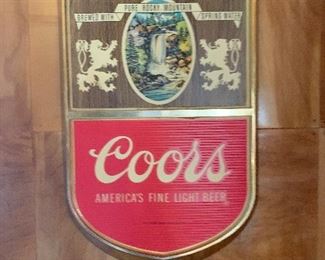 PURE ROCKY MOUNTAIN
BREWED WITH SPRING WATER
Coors
AMERICA'S FINE LIGHT BEER